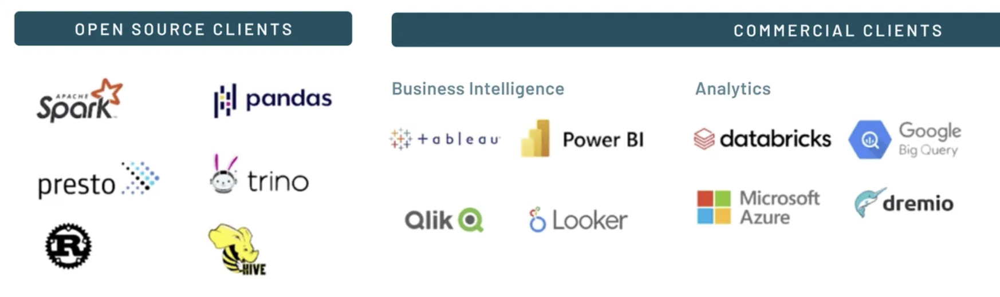 OPEN SOURCE CLIENTS
COMMERCIAL CLIENTS
APACHE
Spark
pandas
presto
trino
R
HIVE
Business Intelligence
+ableau
Power BI
Qlik
Looker
Analytics
databricks
Google
Big Query
Microsoft
Azure
dremio